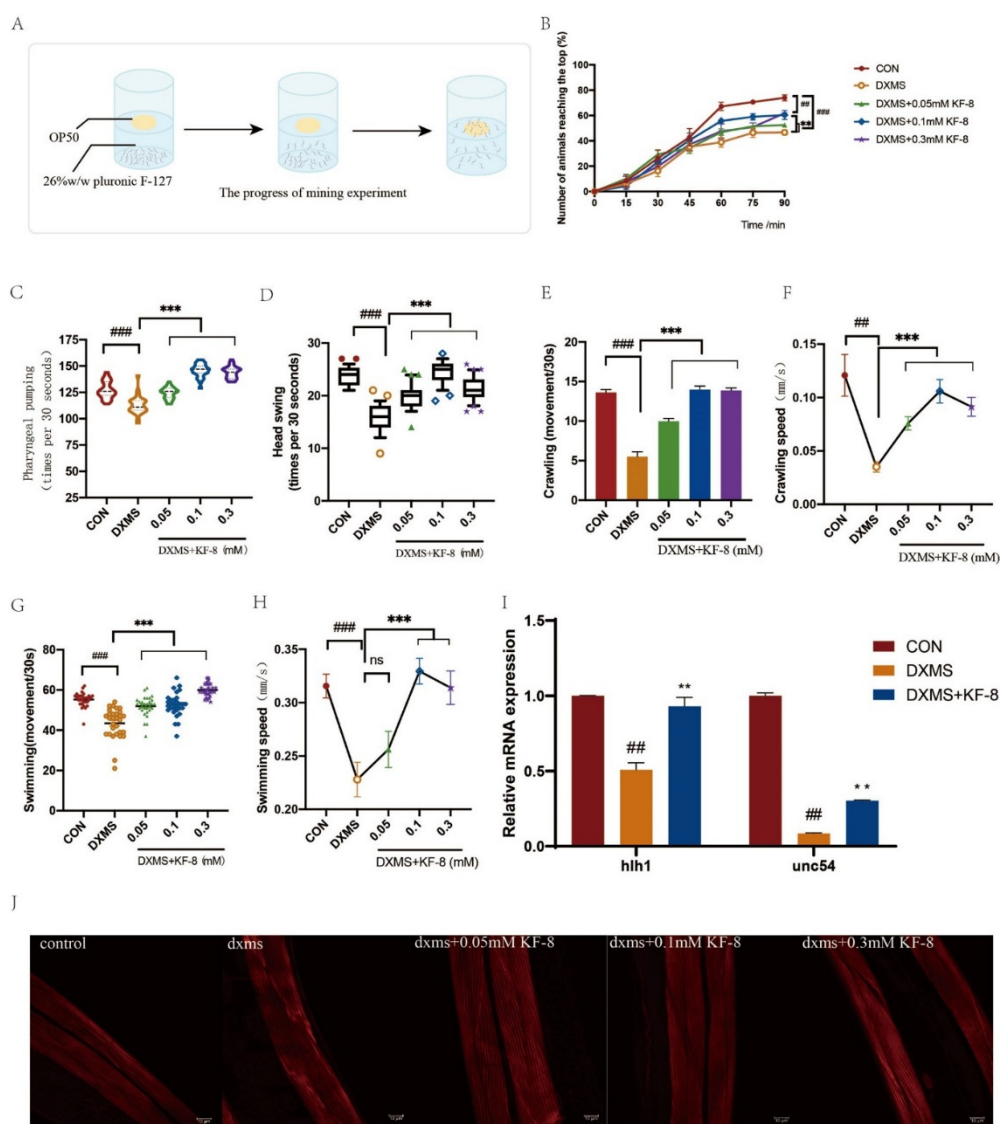 A
OP50
26%w/w pluronic F-127
The progress of mining experiment
B
Number of animals reaching the top (%)
100
80
60
40
20
0
0 15 30 45 60 75 90
Time /min
## ###
**
CON
DXMS
DXMS+0.05mM KF-8
DXMS+0.1mM KF-8
DXMS+0.3mM KF-8
C
Pharyngeal pumping
(times per 30 seconds)
175
150
125
100
75
50
25
###
***
CON DXMS 0.05 0.1 0.3
DXMS+KF-8 (mM)
D
Head swing
(times per 30 seconds)
30
20
10
0
###
***
CON DXMS 0.05 0.1 0.3
DXMS+KF-8 (mM)
E
Crawling (movement/30s)
20
15
10
5
0
###
***
CON DXMS 0.05 0.1 0.3
DXMS+KF-8 (mM)
F
Crawling speed (mm/s)
0.15
0.10
0.05
0.00
##
***
CON DXMS 0.05 0.1 0.3
DXMS+KF-8 (mM)
G
Swimming(movement/30s)
80
60
40
20
0
###
***
CON DXMS 0.05 0.1 0.3
DXMS+KF-8 (mM)
H
Swimming speed (mm/s)
0.35
0.30
0.25
0.20
###
***
ns
CON DXMS 0.05 0.1 0.3
DXMS+KF-8 (mM)
I
Relative mRNA expression
1.5
1.0
0.5
0.0
##
**
##
**
hlh1 unc54
CON
DXMS
DXMS+KF-8
J
control
dxms
dxms+0.05mM KF-8
dxms+0.1mM KF-8
dxms+0.3mM KF-8